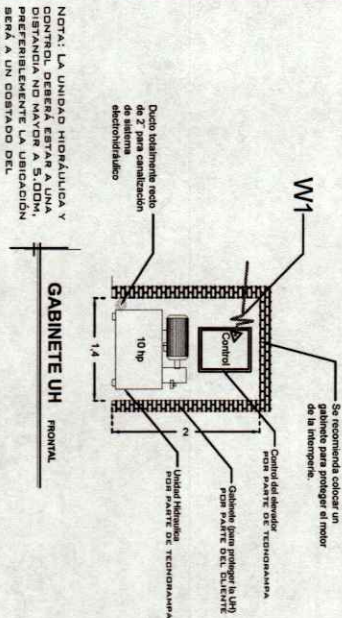 Se recomienda colocar un
gabinete para proteger el motor
de la intemperie.
W1
Control del elevador
POR PARTE DE TECNORAMPA
Control
Gabinete (para proteger la UH)
POR PARTE DEL CLIENTE
2
Ducto totalmente recto
de 2" para canalización
de sistema
electrohidráulico
10 hp
Unidad Hidraulica
POR PARTE DE TECNORAMPA
1,4
GABINETE UH FRONTAL
NOTA: LA UNIDAD HIDRÁULICA Y
CONTROL DEBERÁ ESTAR A UNA
DISTANCIA NO MAYOR A 5.00M,
PREFERIBLEMENTE LA UBICACIÓN
SERÁ A UN COSTADO DEL